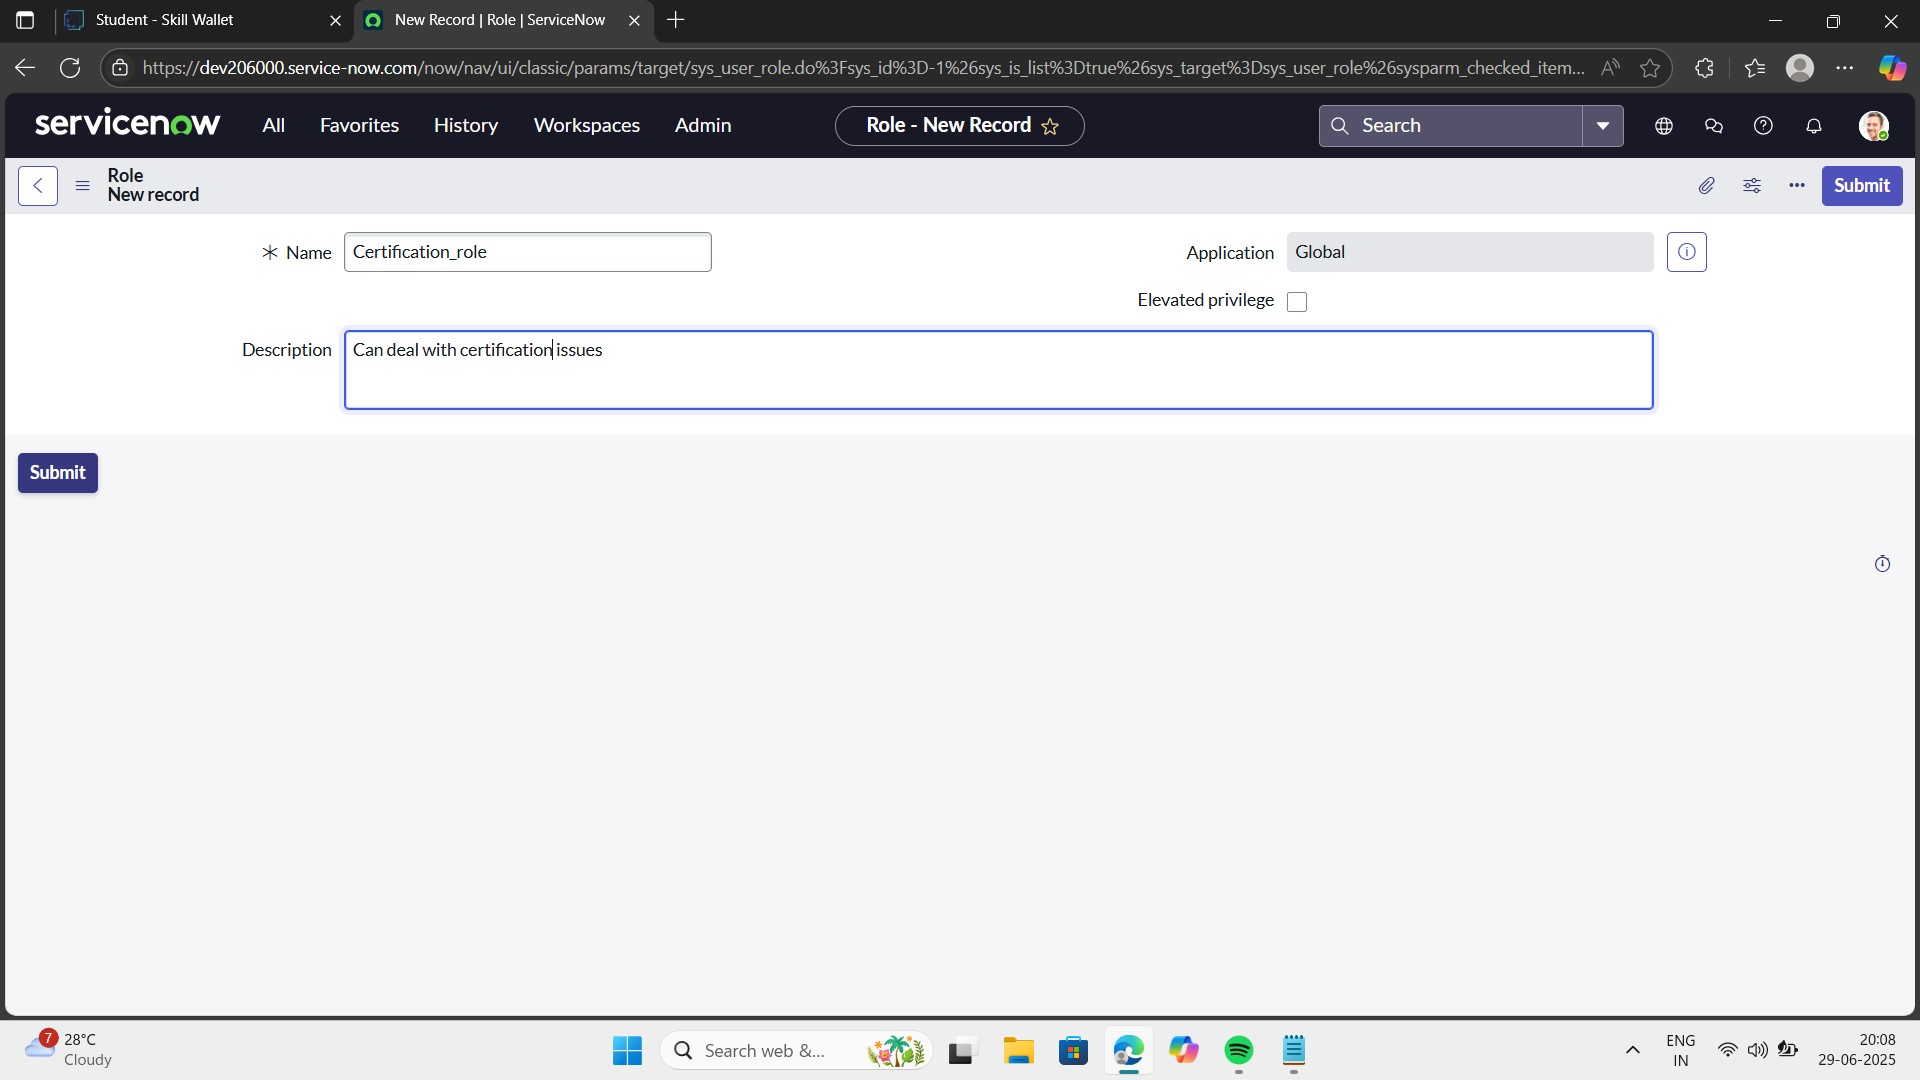 Student - Skill Wallet
New Record | Role | ServiceNow
https://dev206000.service-now.com/now/nav/ui/classic/params/target/sys_user_role.do%3Fsys_id%3D-1%26sys_is_list%3Dtrue%26sys_target%3Dsys_user_role%26sysparm_checked_item...
servicenow
All
Favorites
History
Workspaces
Admin
Role - New Record
Search
Role
New record
Submit
* Name
Certification_role
Application
Global
Elevated privilege
Description
Can deal with certification issues
Submit
7
28°C
Cloudy
Search web &...
ENG
IN
20:08
29-06-2025